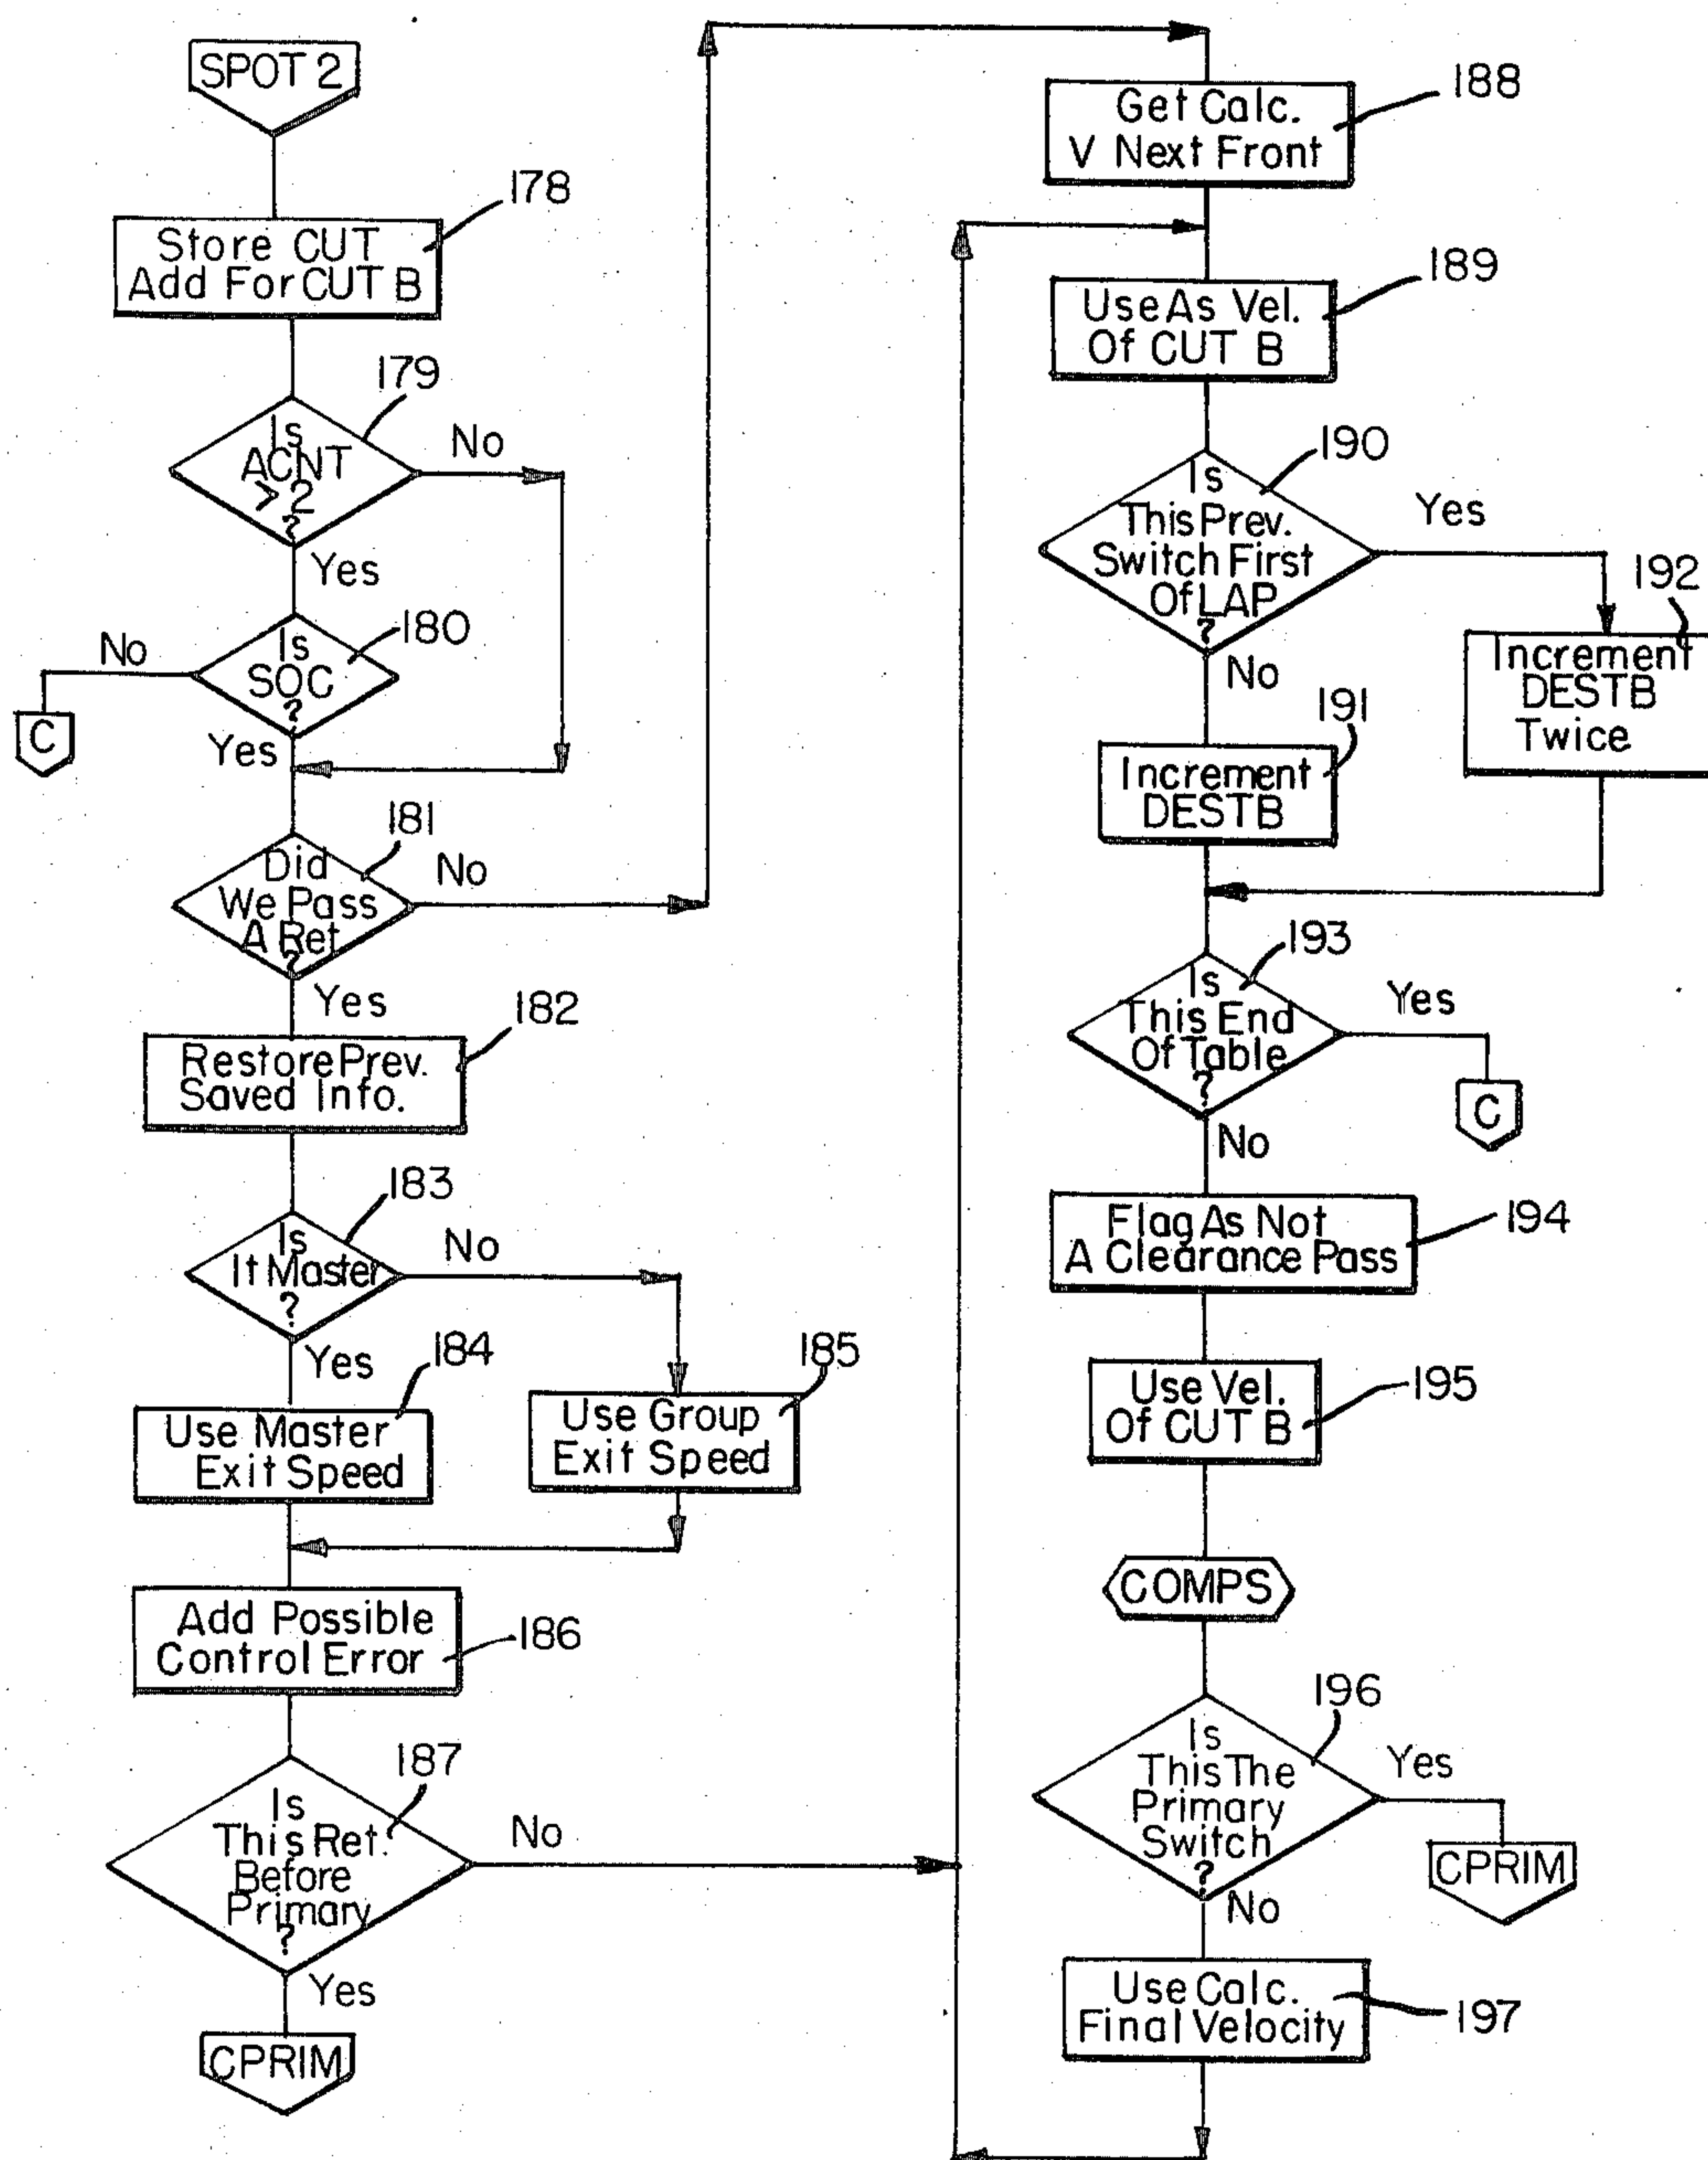 SPOT 2
178
Store CUT
Add For CUT B
179
Is
ACNT
> 2
?
No
Yes
180
Is
SOC
?
No
C
Yes
181
Did
We Pass
A Ret
?
No
Yes
182
Restore Prev.
Saved Info.
183
Is
It Master
?
No
Yes
184
Use Master
Exit Speed
185
Use Group
Exit Speed
186
Add Possible
Control Error
187
Is
This Ret.
Before
Primary
?
No
Yes
CPRIM
188
Get Calc.
V Next Front
189
Use As Vel.
Of CUT B
190
Is
This Prev.
Switch First
Of LAP
?
Yes
No
192
Increment
DESTB
Twice
191
Increment
DESTB
193
Is
This End
Of Table
?
Yes
C
No
194
Flag As Not
A Clearance Pass
195
Use Vel.
Of CUT B
COMPS
196
Is
This The
Primary
Switch
?
Yes
CPRIM
No
197
Use Calc.
Final Velocity